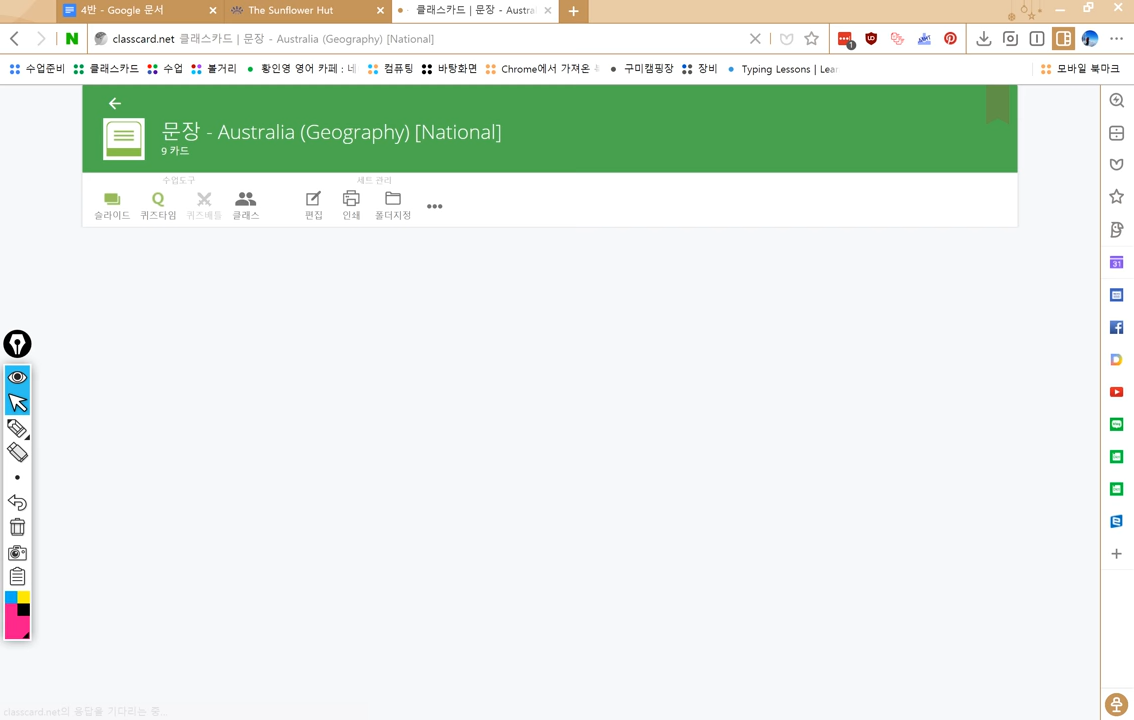 4반 - Google 문서
The Sunflower Hut
클래스카드 | 문장 - Austra
N
classcard.net 클래스카드 | 문장 - Australia (Geography) [National]
1
수업준비
클래스카드
수업
볼거리
황인영 영어 카페 : 네
컴퓨팅
바탕화면
Chrome에서 가져온
구미캠핑장
장비
Typing Lessons | Lea
모바일 북마크
문장 - Australia (Geography) [National]
9 카드
수업도구
세트 관리
Q
슬라이드
퀴즈타임
퀴즈배틀
클래스
편집
인쇄
폴더지정
31
classcard.net의 응답을 기다리는 중...